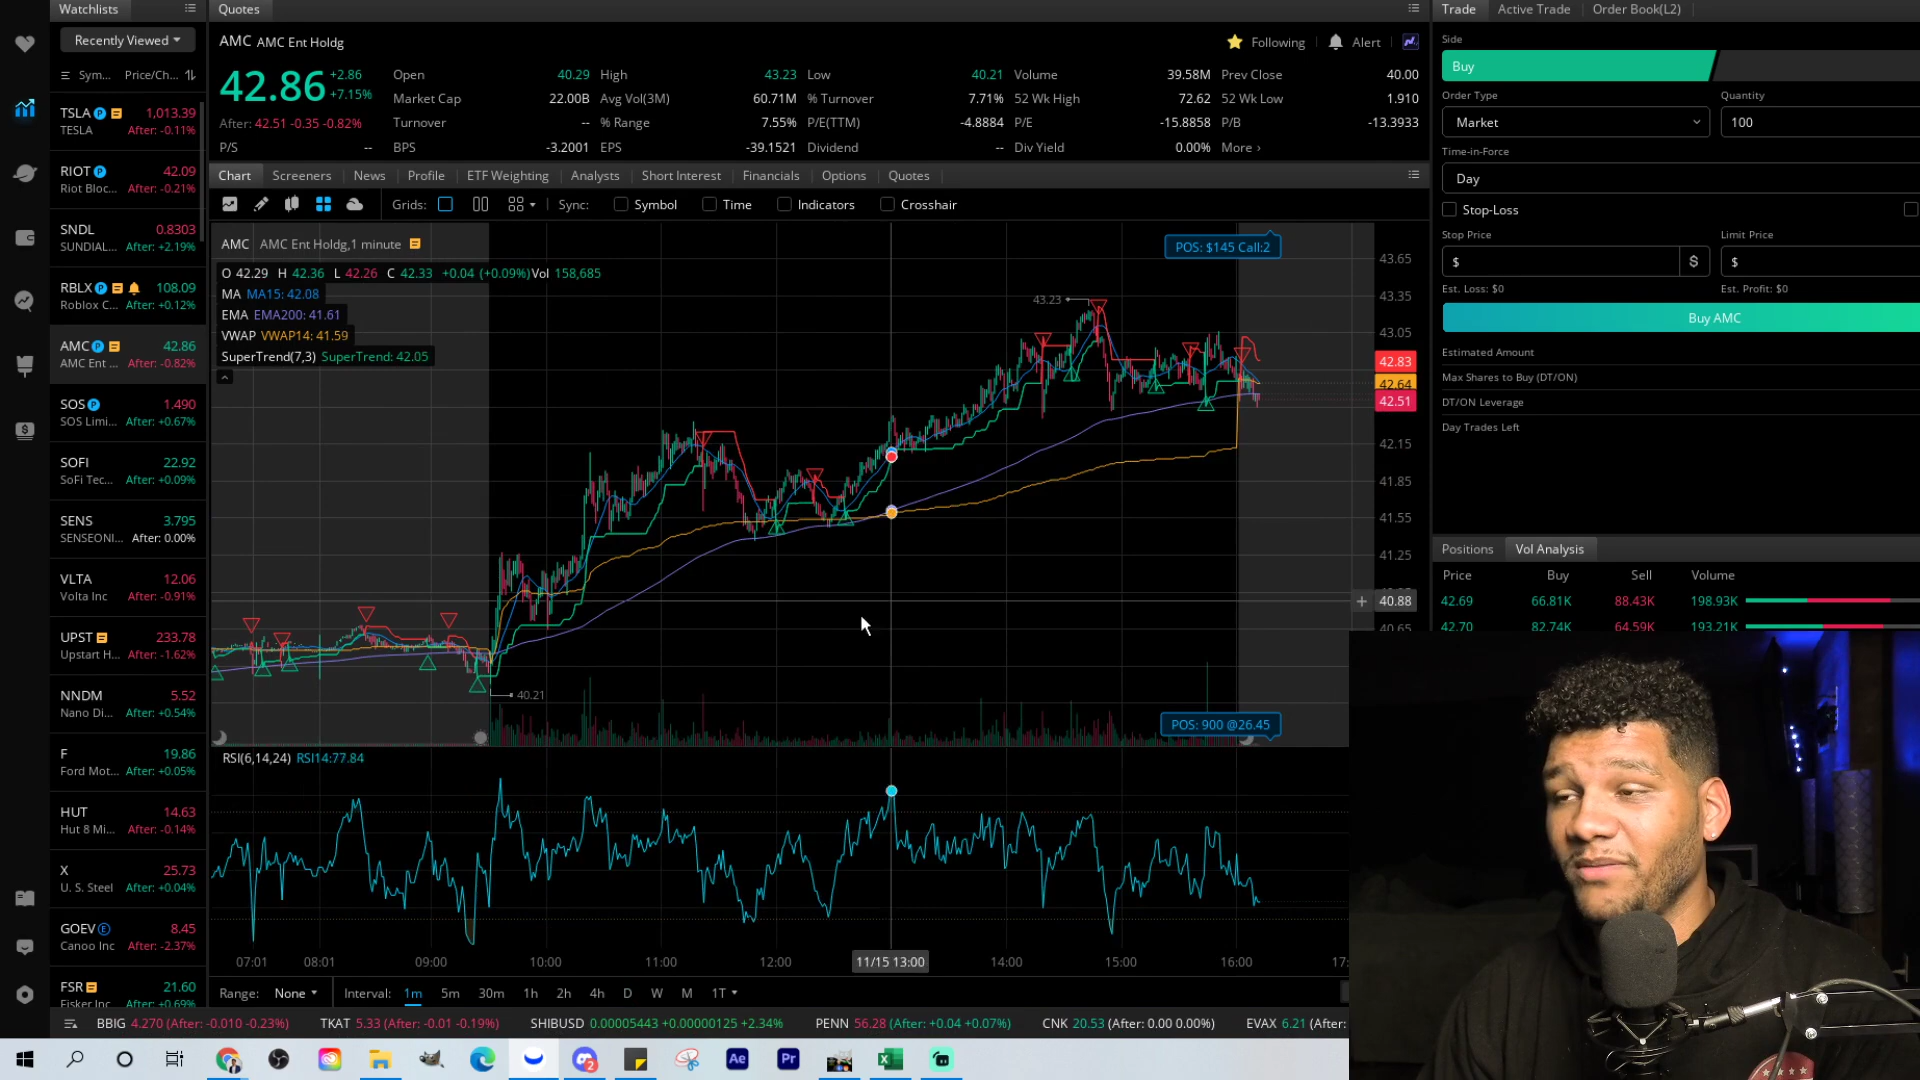 Watchlists
Recently Viewed
Sym... Price/Ch...
TSLA 1,013.39
TESLA After: -0.11%
RIOT 42.09
Riot Bloc... After: -0.21%
SNDL 0.8303
SUNDIAL... After: +2.19%
RBLX 108.09
Roblox C... After: +0.12%
AMC 42.86
AMC Ent ... After: -0.82%
SOS 1.490
SOS Limi... After: +0.67%
SOFI 22.92
SoFi Tec... After: +0.09%
SENS 3.795
SENSEONI... After: 0.00%
VLTA 12.06
Volta Inc After: -0.91%
UPST 233.78
Upstart H... After: -1.62%
NNDM 5.52
Nano Di... After: +0.54%
F 19.86
Ford Mot... After: +0.05%
HUT 14.63
Hut 8 Mi... After: -0.14%
X 25.73
U. S. Steel After: +0.04%
GOEV 8.45
Canoo Inc After: -2.37%
FSR 21.60
Fisker Inc After: +0.69%
Quotes
AMC AMC Ent Holdg
Following Alert
42.86 +2.86
+7.15%
After: 42.51 -0.35 -0.82%
Open 40.29 High 43.23 Low 40.21 Volume 39.58M Prev Close 40.00
Market Cap 22.00B Avg Vol(3M) 60.71M % Turnover 7.71% 52 Wk High 72.62 52 Wk Low 1.910
Turnover -- % Range 7.55% P/E(TTM) -4.8884 P/E -15.8858 P/B -13.3933
P/S -- BPS -3.2001 EPS -39.1521 Dividend -- Div Yield 0.00% More ›
Chart Screeners News Profile ETF Weighting Analysts Short Interest Financials Options Quotes
Grids: Sync: Symbol Time Indicators Crosshair
AMC AMC Ent Holdg,1 minute
O 42.29 H 42.36 L 42.26 C 42.33 +0.04 (+0.09%) Vol 158,685
MA MA15: 42.08
EMA EMA200: 41.61
VWAP VWAP14: 41.59
SuperTrend(7,3) SuperTrend: 42.05
POS: $145 Call:2
43.23
40.21
POS: 900 @26.45
43.65
43.35
43.05
42.83
42.64
42.51
42.15
41.85
41.55
41.25
40.88
40.65
RSI(6,14,24) RSI14:77.84
07:01 08:01 09:00 10:00 11:00 12:00 11/15 13:00 14:00 15:00 16:00 17:
Range: None Interval: 1m 5m 30m 1h 2h 4h D W M 1T
BBIG 4.270 (After: -0.010 -0.23%) TKAT 5.33 (After: -0.01 -0.19%) SHIBUSD 0.00005443 +0.00000125 +2.34% PENN 56.28 (After: +0.04 +0.07%) CNK 20.53 (After: 0.00 0.00%) EVAX 6.21 (After:
Trade Active Trade Order Book(L2)
Side
Buy
Order Type Quantity
Market 100
Time-in-Force
Day
Stop-Loss
Stop Price Limit Price
$ $ $
Est. Loss: $0 Est. Profit: $0
Buy AMC
Estimated Amount
Max Shares to Buy (DT/ON)
DT/ON Leverage
Day Trades Left
Positions Vol Analysis
Price Buy Sell Volume
42.69 66.81K 88.43K 198.93K
42.70 82.74K 64.59K 193.21K
2
Ae
Pr